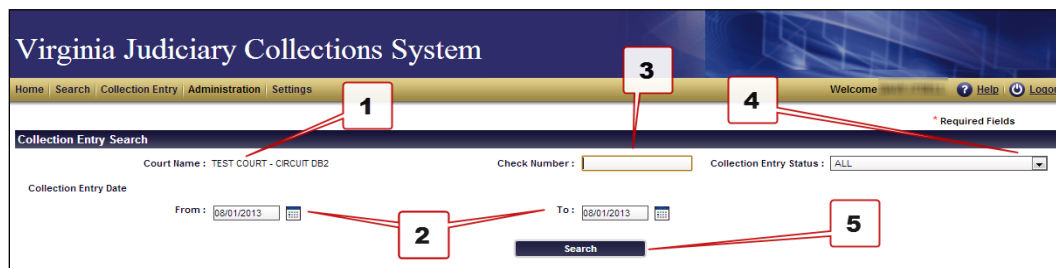 Virginia Judiciary Collections System
3
Home Search Collection Entry Administration Settings
1
4
Welcome
? Help Logou
* Required Fields
Collection Entry Search
Court Name : TEST COURT - CIRCUIT DB2
Check Number :
Collection Entry Status : ALL
Collection Entry Date
From : 08/01/2013
To : 08/01/2013
2
5
Search